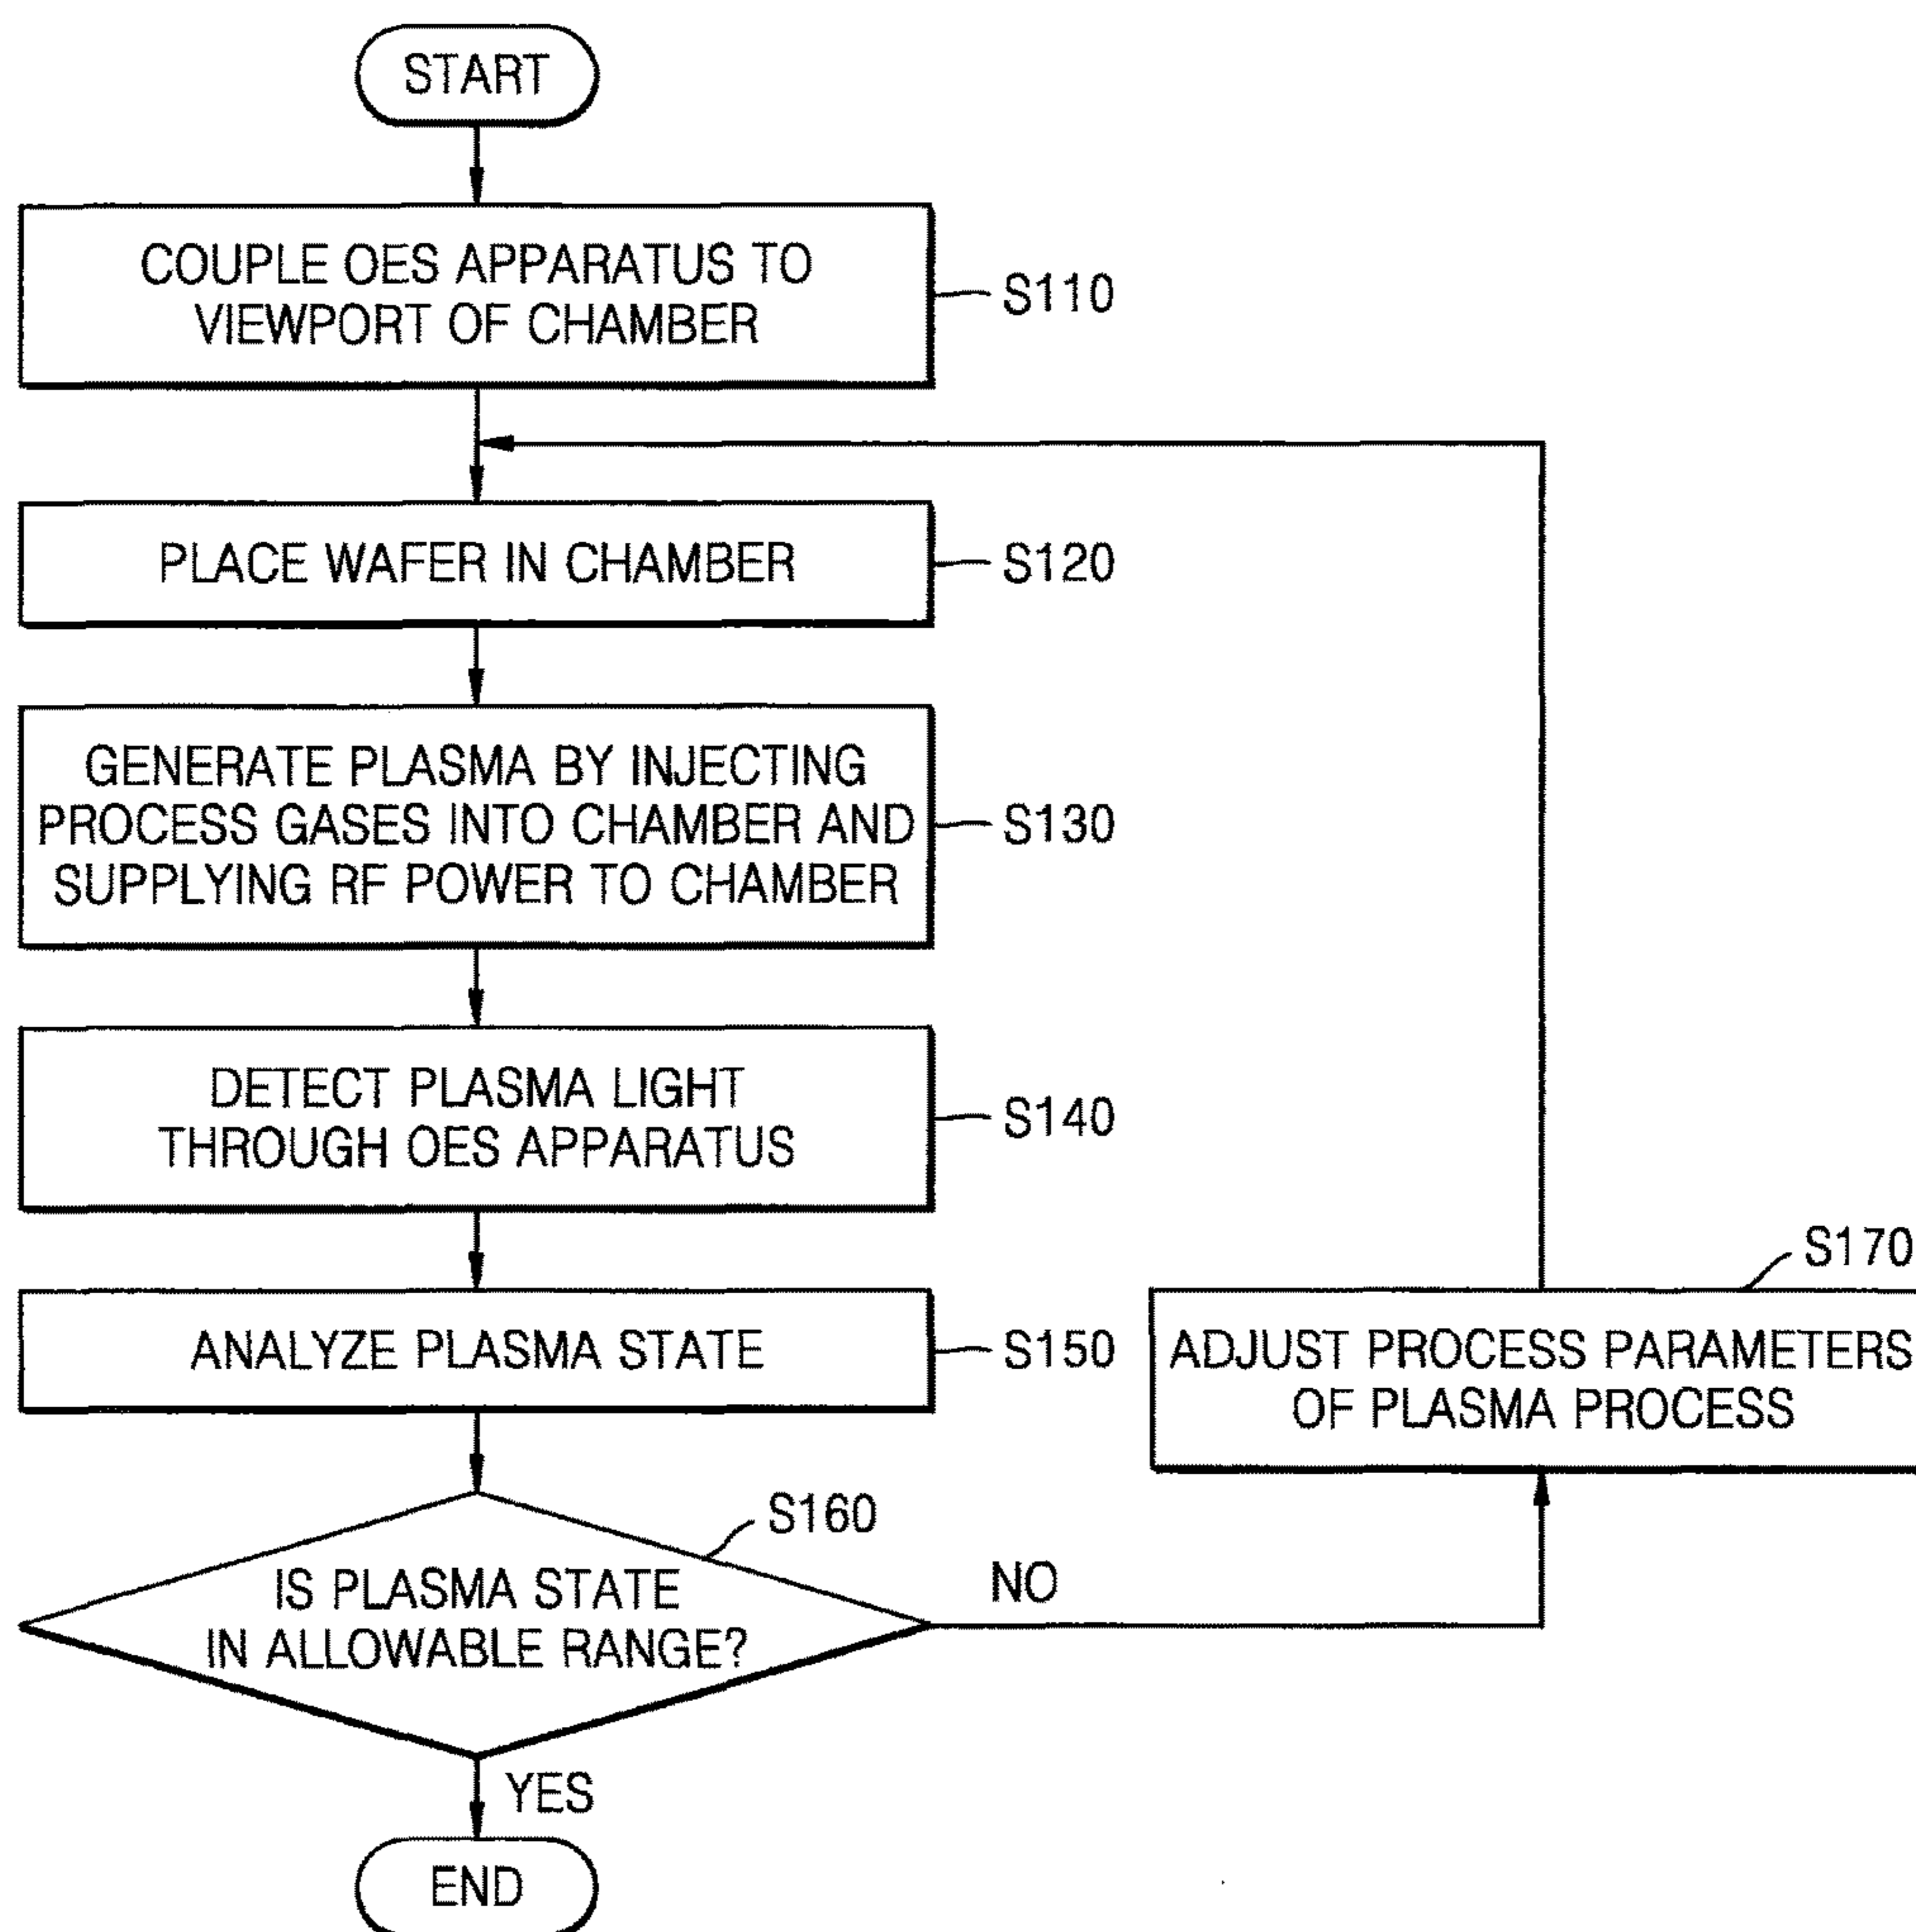 START
COUPLE OES APPARATUS TO
VIEWPORT OF CHAMBER
S110
PLACE WAFER IN CHAMBER
S120
GENERATE PLASMA BY INJECTING
PROCESS GASES INTO CHAMBER AND
SUPPLYING RF POWER TO CHAMBER
S130
DETECT PLASMA LIGHT
THROUGH OES APPARATUS
S140
ANALYZE PLASMA STATE
S150
S170
ADJUST PROCESS PARAMETERS
OF PLASMA PROCESS
S160
IS PLASMA STATE
IN ALLOWABLE RANGE?
NO
YES
END